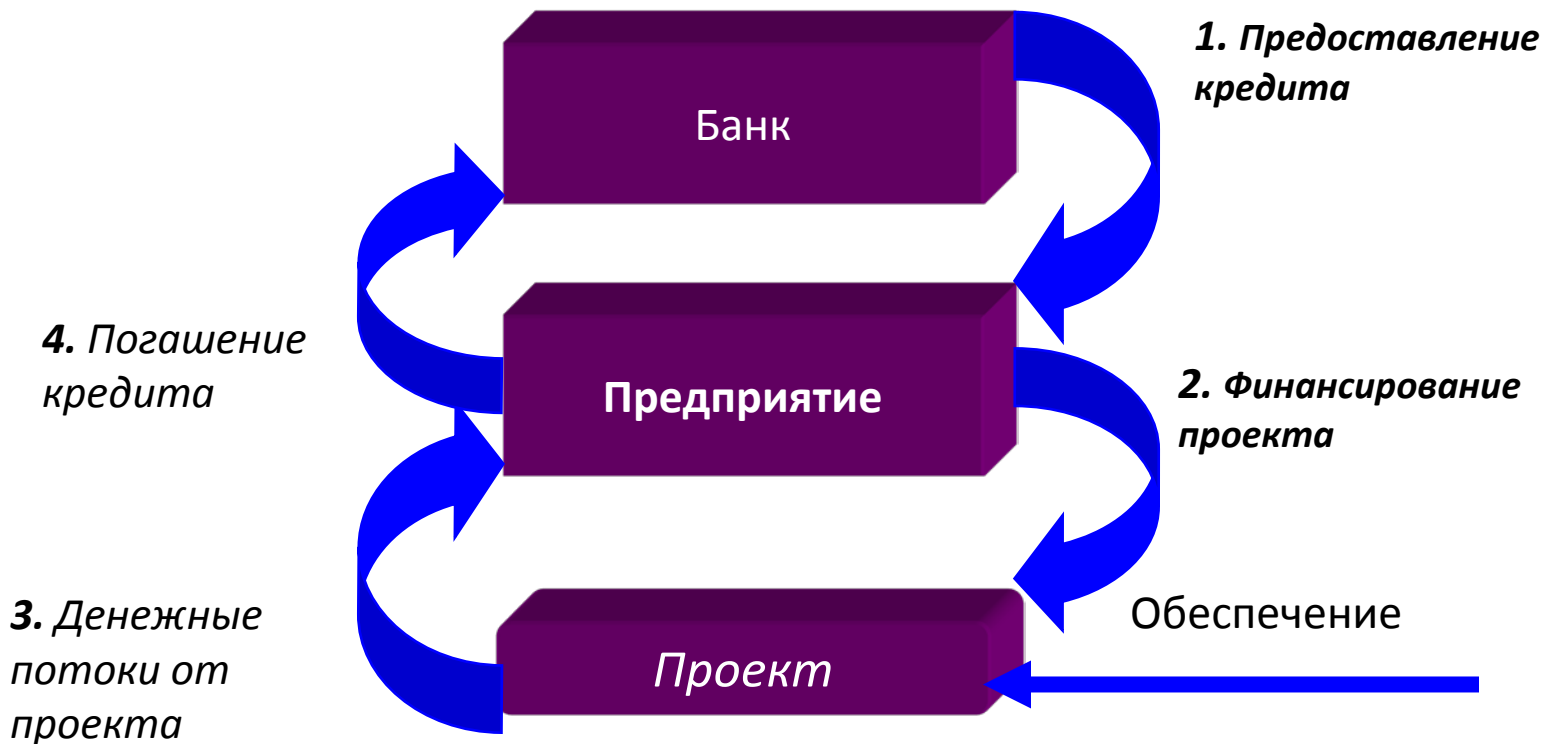 1. Предоставление
кредита
Банк
4. Погашение
кредита
Предприятие
2. Финансирование
проекта
3. Денежные
потоки от
проекта
Проект
Обеспечение